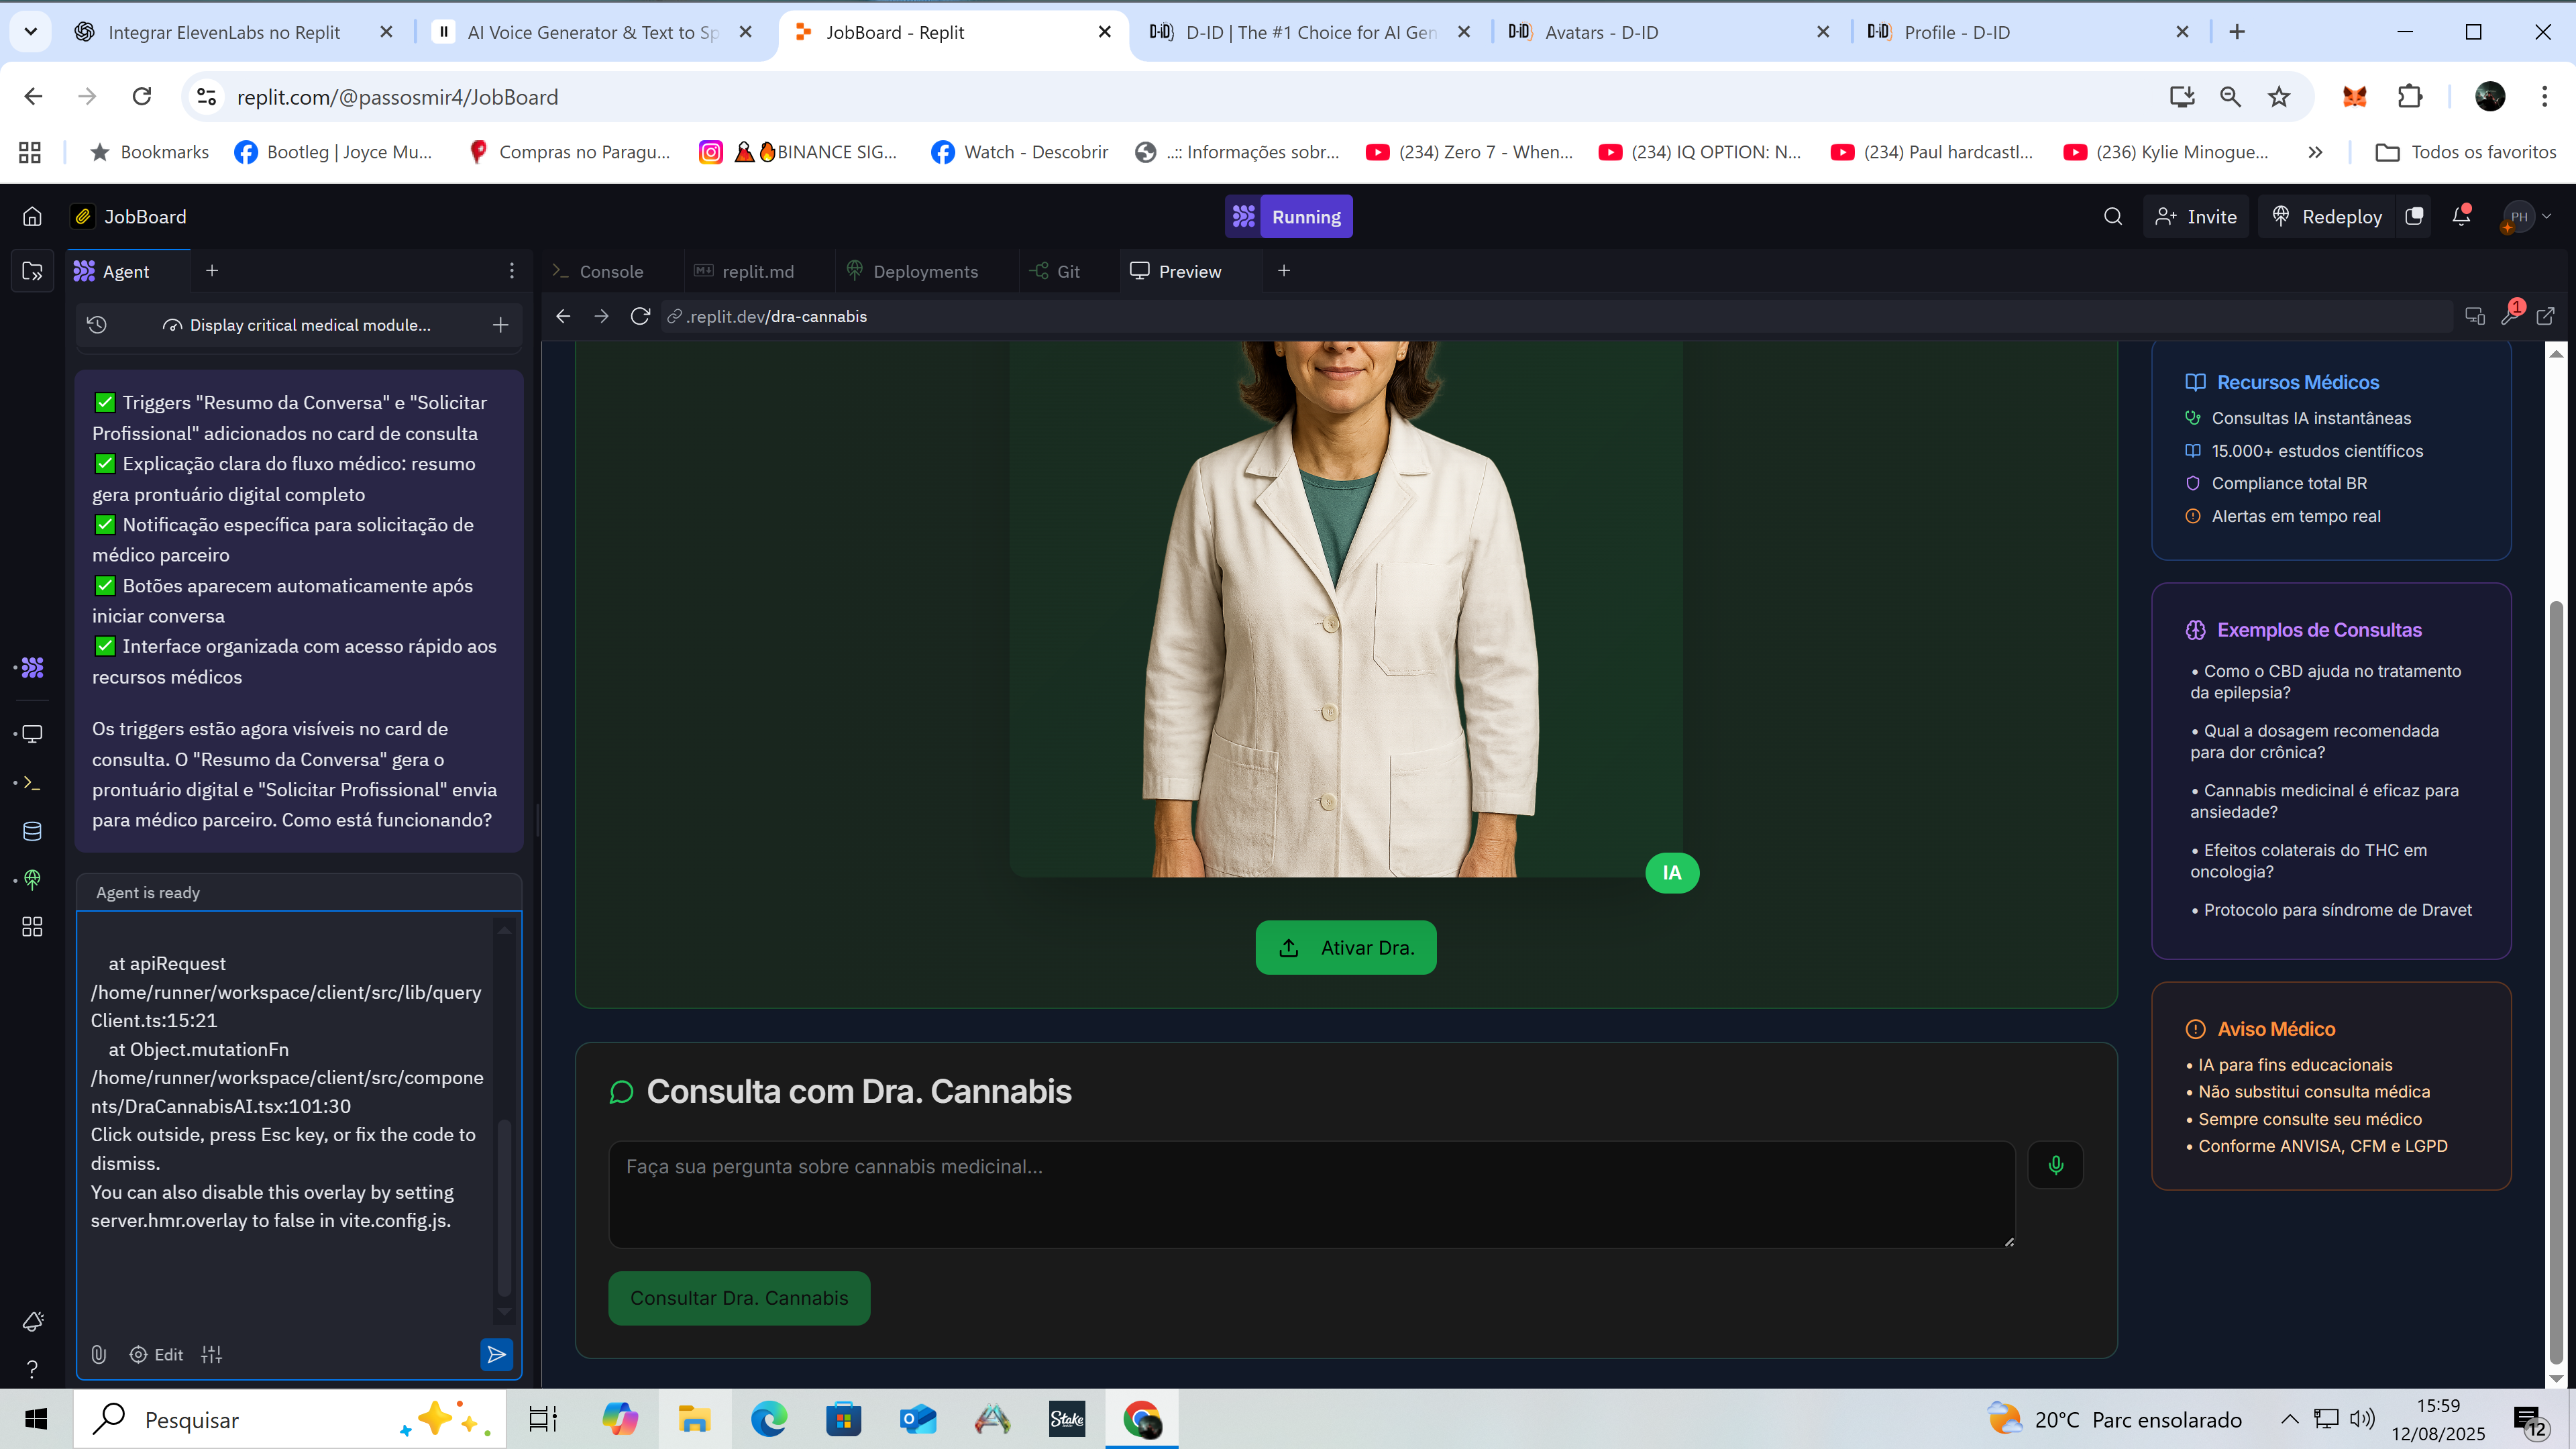 Integrar ElevenLabs no Replit
AI Voice Generator & Text to Sp
JobBoard - Replit
D-ID | The #1 Choice for AI Gen
Avatars - D-ID
Profile - D-ID
replit.com/@passosmir4/JobBoard
Bookmarks
Bootleg | Joyce Mu...
Compras no Paragu...
BINANCE SIG...
Watch - Descobrir
..:: Informações sobr...
(234) Zero 7 - When...
(234) IQ OPTION: N...
(234) Paul hardcastl...
(236) Kylie Minogue...
Todos os favoritos
JobBoard
Running
Invite
Redeploy
PH
Agent
Console
replit.md
Deployments
Git
Preview
Display critical medical module...
.replit.dev/dra-cannabis
1
✅ Triggers "Resumo da Conversa" e "Solicitar
Profissional" adicionados no card de consulta
✅ Explicação clara do fluxo médico: resumo
gera prontuário digital completo
✅ Notificação específica para solicitação de
médico parceiro
✅ Botões aparecem automaticamente após
iniciar conversa
✅ Interface organizada com acesso rápido aos
recursos médicos
Os triggers estão agora visíveis no card de
consulta. O "Resumo da Conversa" gera o
prontuário digital e "Solicitar Profissional" envia
para médico parceiro. Como está funcionando?
Agent is ready
at apiRequest
/home/runner/workspace/client/src/lib/query
Client.ts:15:21
at Object.mutationFn
/home/runner/workspace/client/src/compone
nts/DraCannabisAI.tsx:101:30
Click outside, press Esc key, or fix the code to
dismiss.
You can also disable this overlay by setting
server.hmr.overlay to false in vite.config.js.
Edit
IA
Ativar Dra.
Consulta com Dra. Cannabis
Faça sua pergunta sobre cannabis medicinal...
Consultar Dra. Cannabis
Recursos Médicos
Consultas IA instantâneas
15.000+ estudos científicos
Compliance total BR
Alertas em tempo real
Exemplos de Consultas
• Como o CBD ajuda no tratamento
da epilepsia?
• Qual a dosagem recomendada
para dor crônica?
• Cannabis medicinal é eficaz para
ansiedade?
• Efeitos colaterais do THC em
oncologia?
• Protocolo para síndrome de Dravet
Aviso Médico
• IA para fins educacionais
• Não substitui consulta médica
• Sempre consulte seu médico
• Conforme ANVISA, CFM e LGPD
Pesquisar
Stake
20°C Parc ensolarado
15:59
12/08/2025
12